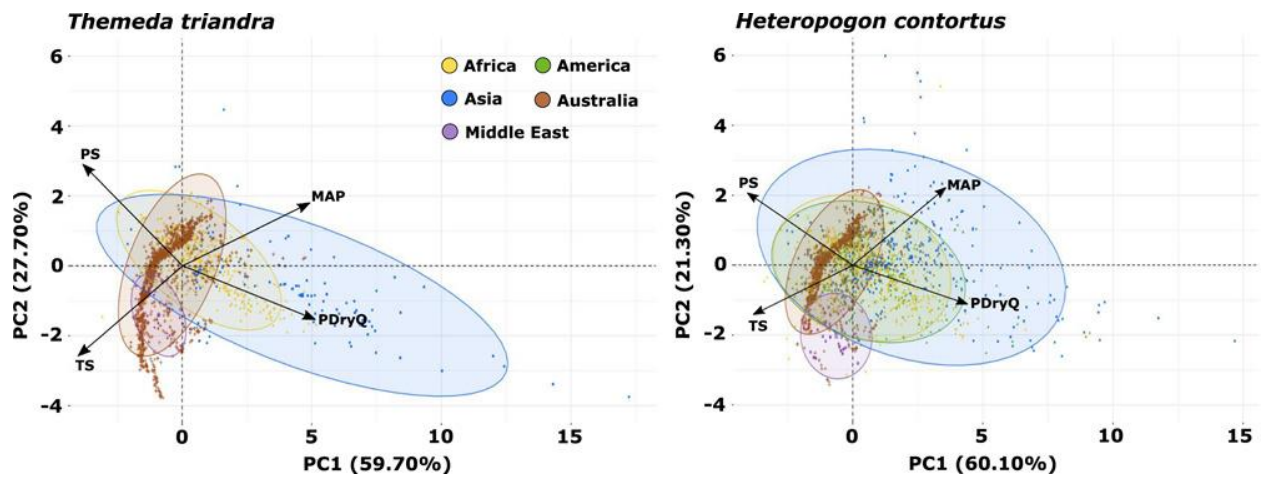 Themeda triandra
Heteropogon contortus
6
4
2
0
-2
-4
PC2 (27.70%)
PS
MAP
PDryQ
TS
Africa
America
Asia
Australia
Middle East
0
5
10
15
PC1 (59.70%)
6
4
2
0
-2
-4
PC2 (21.30%)
PS
MAP
PDryQ
TS
0
5
10
15
PC1 (60.10%)